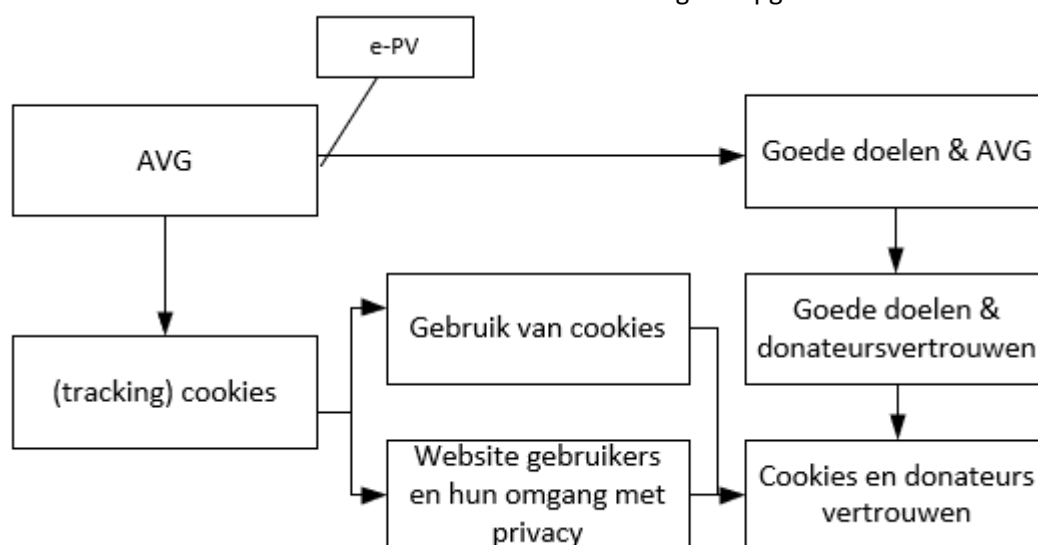 e-PV
AVG
Goede doelen & AVG
Gebruik van cookies
Goede doelen &
donateursvertrouwen
(tracking) cookies
Website gebruikers
en hun omgang met
privacy
Cookies en donateurs
vertrouwen